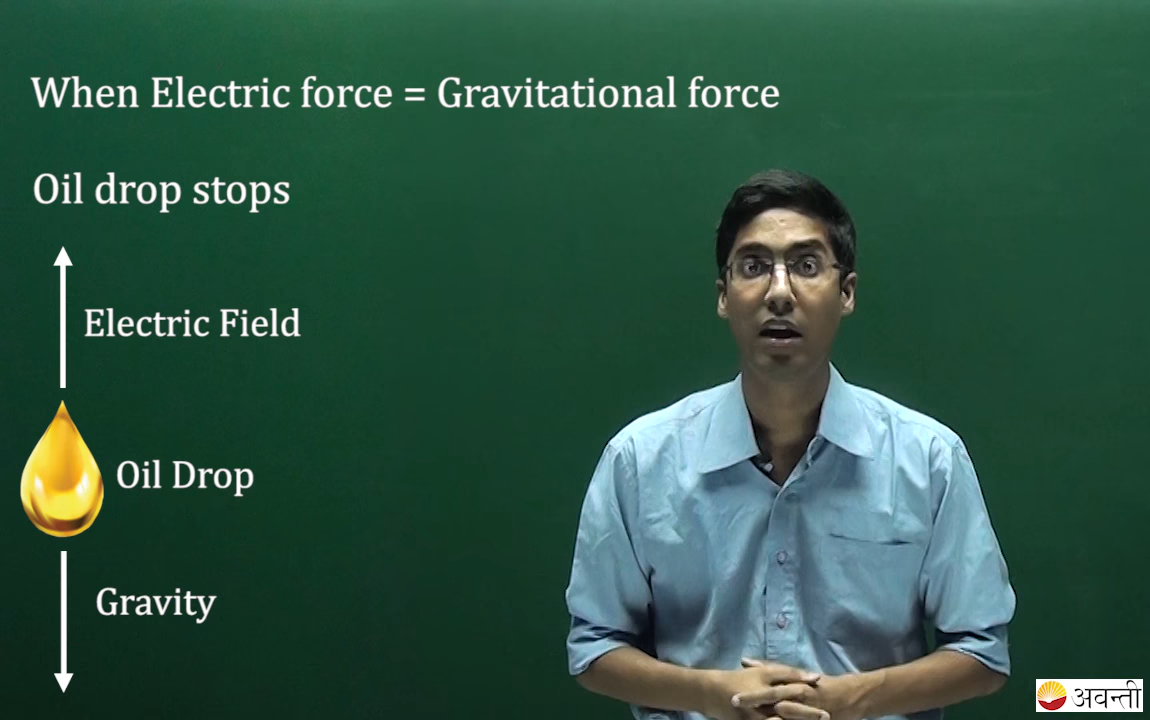 When Electric force = Gravitational force
Oil drop stops
Electric Field
Oil Drop
Gravity
अवन्ती